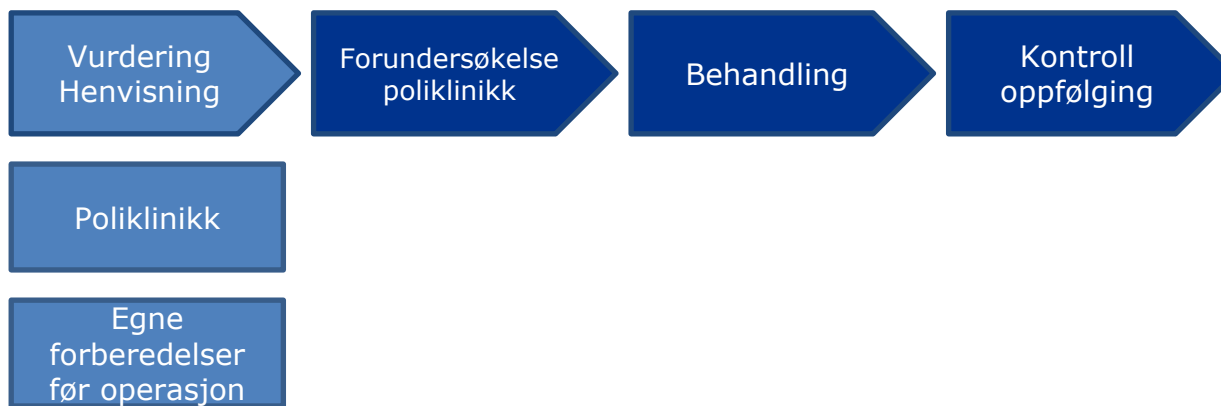 Vurdering
Henvisning
Forundersøkelse
poliklinikk
Behandling
Kontroll
oppfølging
Poliklinikk
Egne
forberedelser
før operasjon